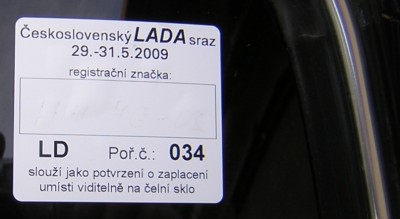 Československý LADA sraz
29.-31.5.2009
registrační značka:
LD Poř.č.: 034
slouží jako potvrzení o zaplacení
umísti viditelně na čelní sklo